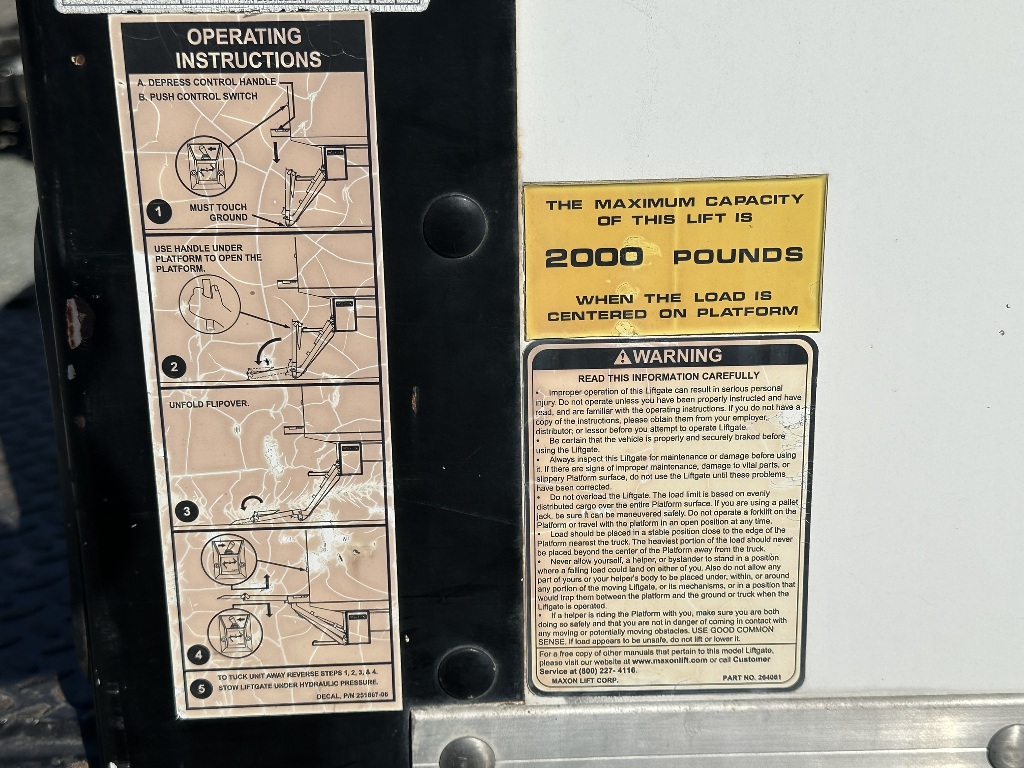 OPERATING
INSTRUCTIONS
A. DEPRESS CONTROL HANDLE
B. PUSH CONTROL SWITCH
1
MUST TOUCH
GROUND
USE HANDLE UNDER
PLATFORM TO OPEN THE
PLATFORM.
2
UNFOLD FLIPOVER.
3
4
5
TO TUCK UNIT AWAY REVERSE STEPS 1, 2, 3, & 4.
STOW LIFTGATE UNDER HYDRAULIC PRESSURE.
DECAL, P/N 251867-06
THE MAXIMUM CAPACITY
OF THIS LIFT IS
2000 POUNDS
WHEN THE LOAD IS
CENTERED ON PLATFORM
WARNING
READ THIS INFORMATION CAREFULLY
• Improper operation of this Liftgate can result in serious personal
injury. Do not operate unless you have been properly instructed and have
read, and are familiar with the operating instructions. If you do not have a
copy of the instructions, please obtain them from your employer,
distributor, or lessor before you attempt to operate Liftgate.
• Be certain that the vehicle is properly and securely braked before
using the Liftgate.
• Always inspect this Liftgate for maintenance or damage before using
it. If there are signs of improper maintenance, damage to vital parts, or
slippery Platform surface, do not use the Liftgate until these problems
have been corrected.
• Do not overload the Liftgate. The load limit is based on evenly
distributed cargo over the entire Platform surface. If you are using a pallet
jack, be sure it can be maneuvered safely. Do not operate a forklift on the
Platform or travel with the platform in an open position at any time.
• Load should be placed in a stable position close to the edge of the
Platform nearest the truck. The heaviest portion of the load should never
be placed beyond the center of the Platform away from the truck.
• Never allow yourself, a helper, or bystander to stand in a position
where a falling load could land on either of you. Also do not allow any
part of yours or your helper's body to be placed under, within, or around
any portion of the moving Liftgate, or its mechanisms, or in a position that
would trap them between the platform and the ground or truck when the
Liftgate is operated.
• If a helper is riding the Platform with you, make sure you are both
doing so safely and that you are not in danger of coming in contact with
any moving or potentially moving obstacles. USE GOOD COMMON
SENSE. If load appears to be unsafe, do not lift or lower it.
For a free copy of other manuals that pertain to this model Liftgate,
please visit our website at www.maxonlift.com or call Customer
Service at (800) 227- 4116.
MAXON LIFT CORP. PART NO. 264081